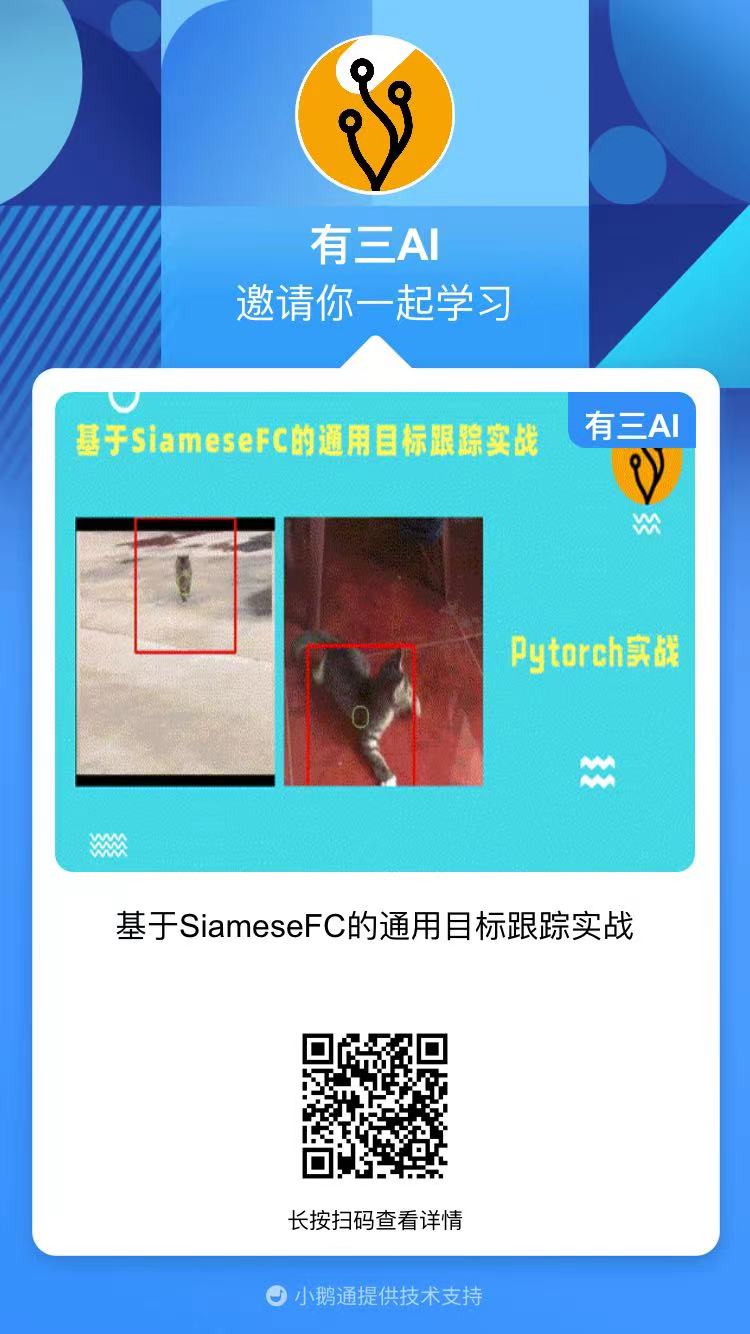 有三AI
邀请你一起学习
有三AI
基于SiameseFC的通用目标跟踪实战
Pytorch实战
基于SiameseFC的通用目标跟踪实战
长按扫码查看详情
小鹅通提供技术支持